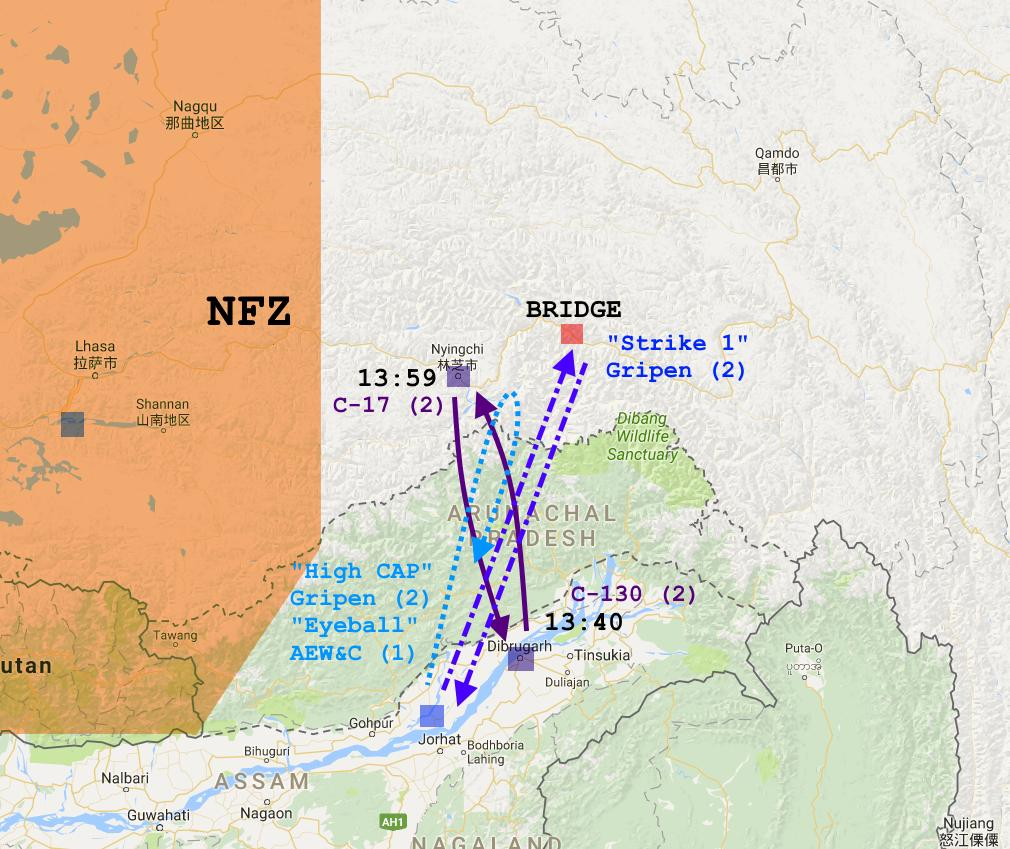 Nagqu
那曲地区
Qamdo
昌都市
NFZ
BRIDGE
"Strike 1"
Gripen (2)
Nyingchi
林芝市
Lhasa
拉萨市
13:59
C-17 (2)
Shannan
山南地区
Dibang
Wildlife
Sanctuary
ARUNACHAL
PRADESH
"High CAP"
Gripen (2)
"Eyeball"
AEW&C (1)
C-130 (2)
13:40
Tawang
utan
Dibrugarh
Tinsukia
Duliajan
Puta-O
ပူတာအို
Gohpur
Jorhat
Bodhboria
Lahing
Bihuguri
Nalbari
ASSAM
Guwahati
Nagaon
AH1
NAGALAND
Nujiang
怒江傈僳